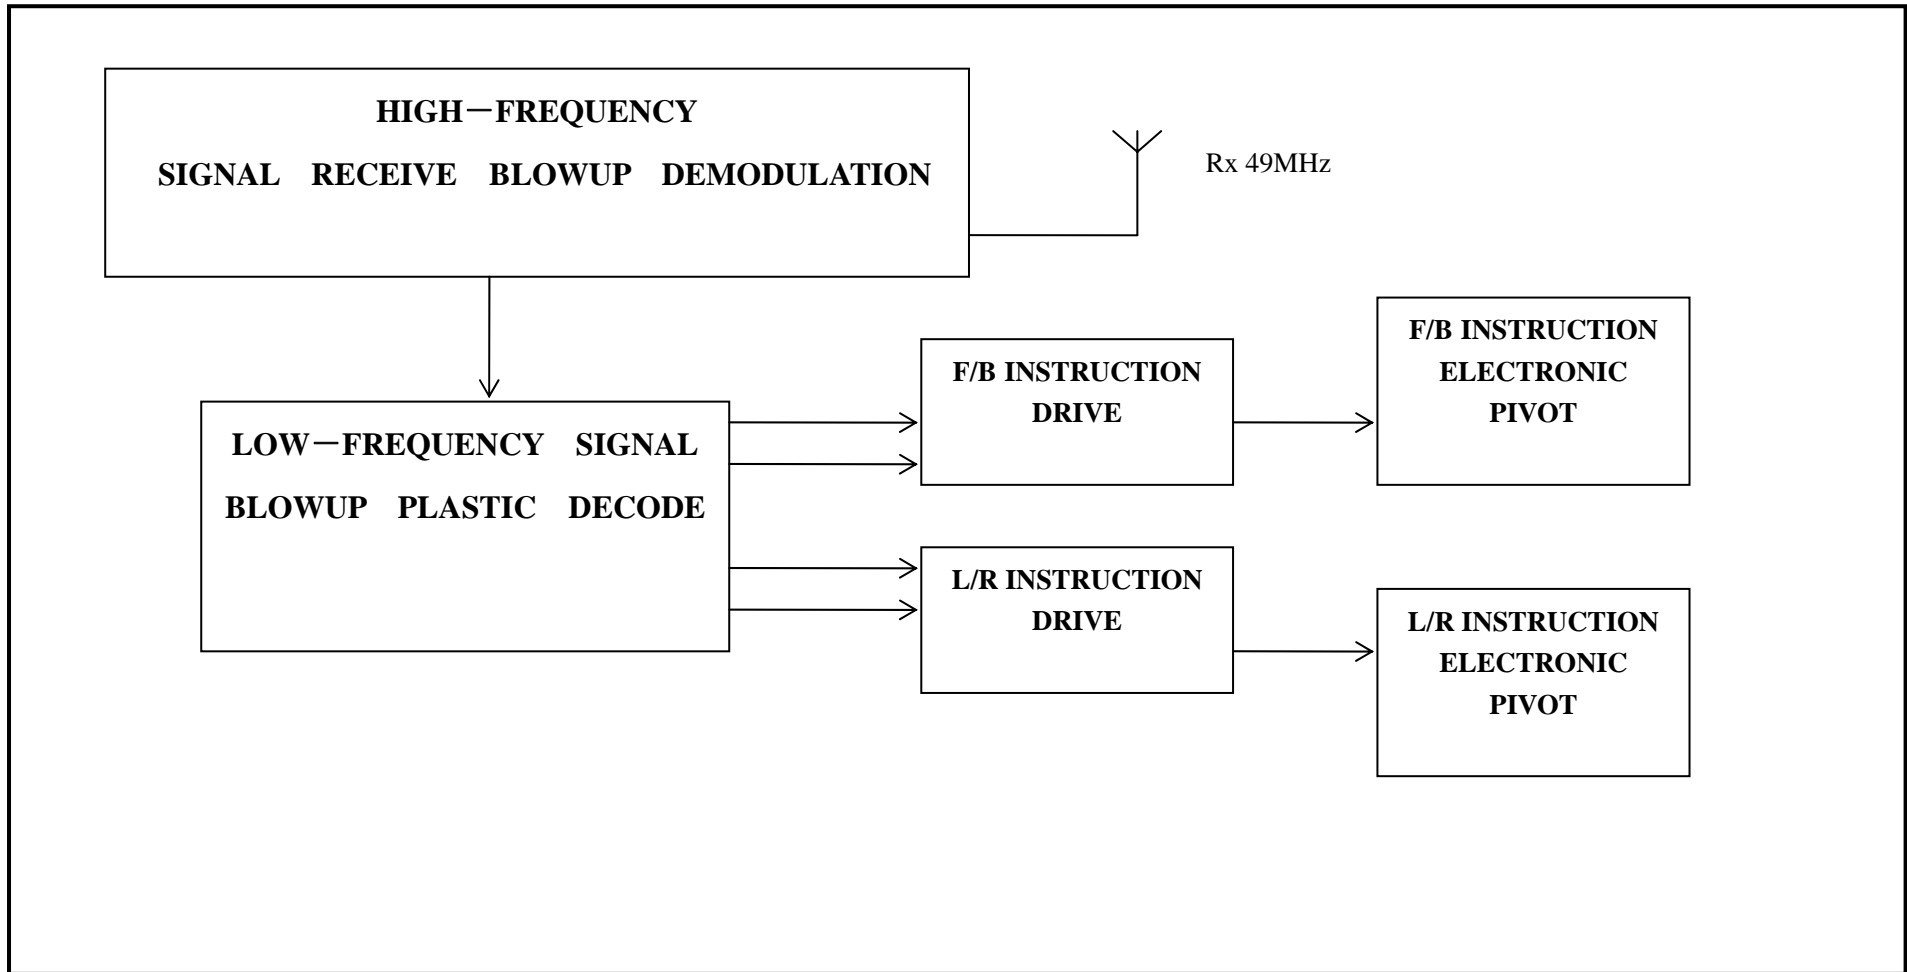 HIGH－FREQUENCY
SIGNAL RECEIVE BLOWUP DEMODULATION
Rx 49MHz
LOW－FREQUENCY SIGNAL
BLOWUP PLASTIC DECODE
F/B INSTRUCTION
DRIVE
F/B INSTRUCTION
ELECTRONIC
PIVOT
L/R INSTRUCTION
DRIVE
L/R INSTRUCTION
ELECTRONIC
PIVOT